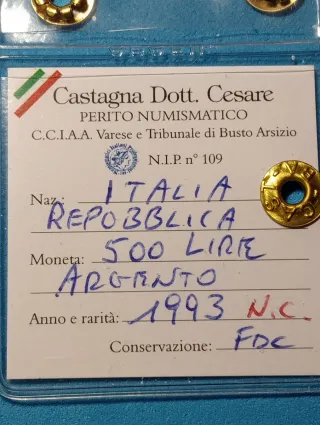 Castagna Dott. Cesare
PERITO NUMISMATICO
C.C.I.A.A. Varese e Tribunale di Busto Arsizio
N.I.P. n° 109
Naz.: ITALIA
REPOBBLICA
Moneta: 500 LIRE
ARGENTO
Anno e rarità: 1993 N.C.
Conservazione: FDC